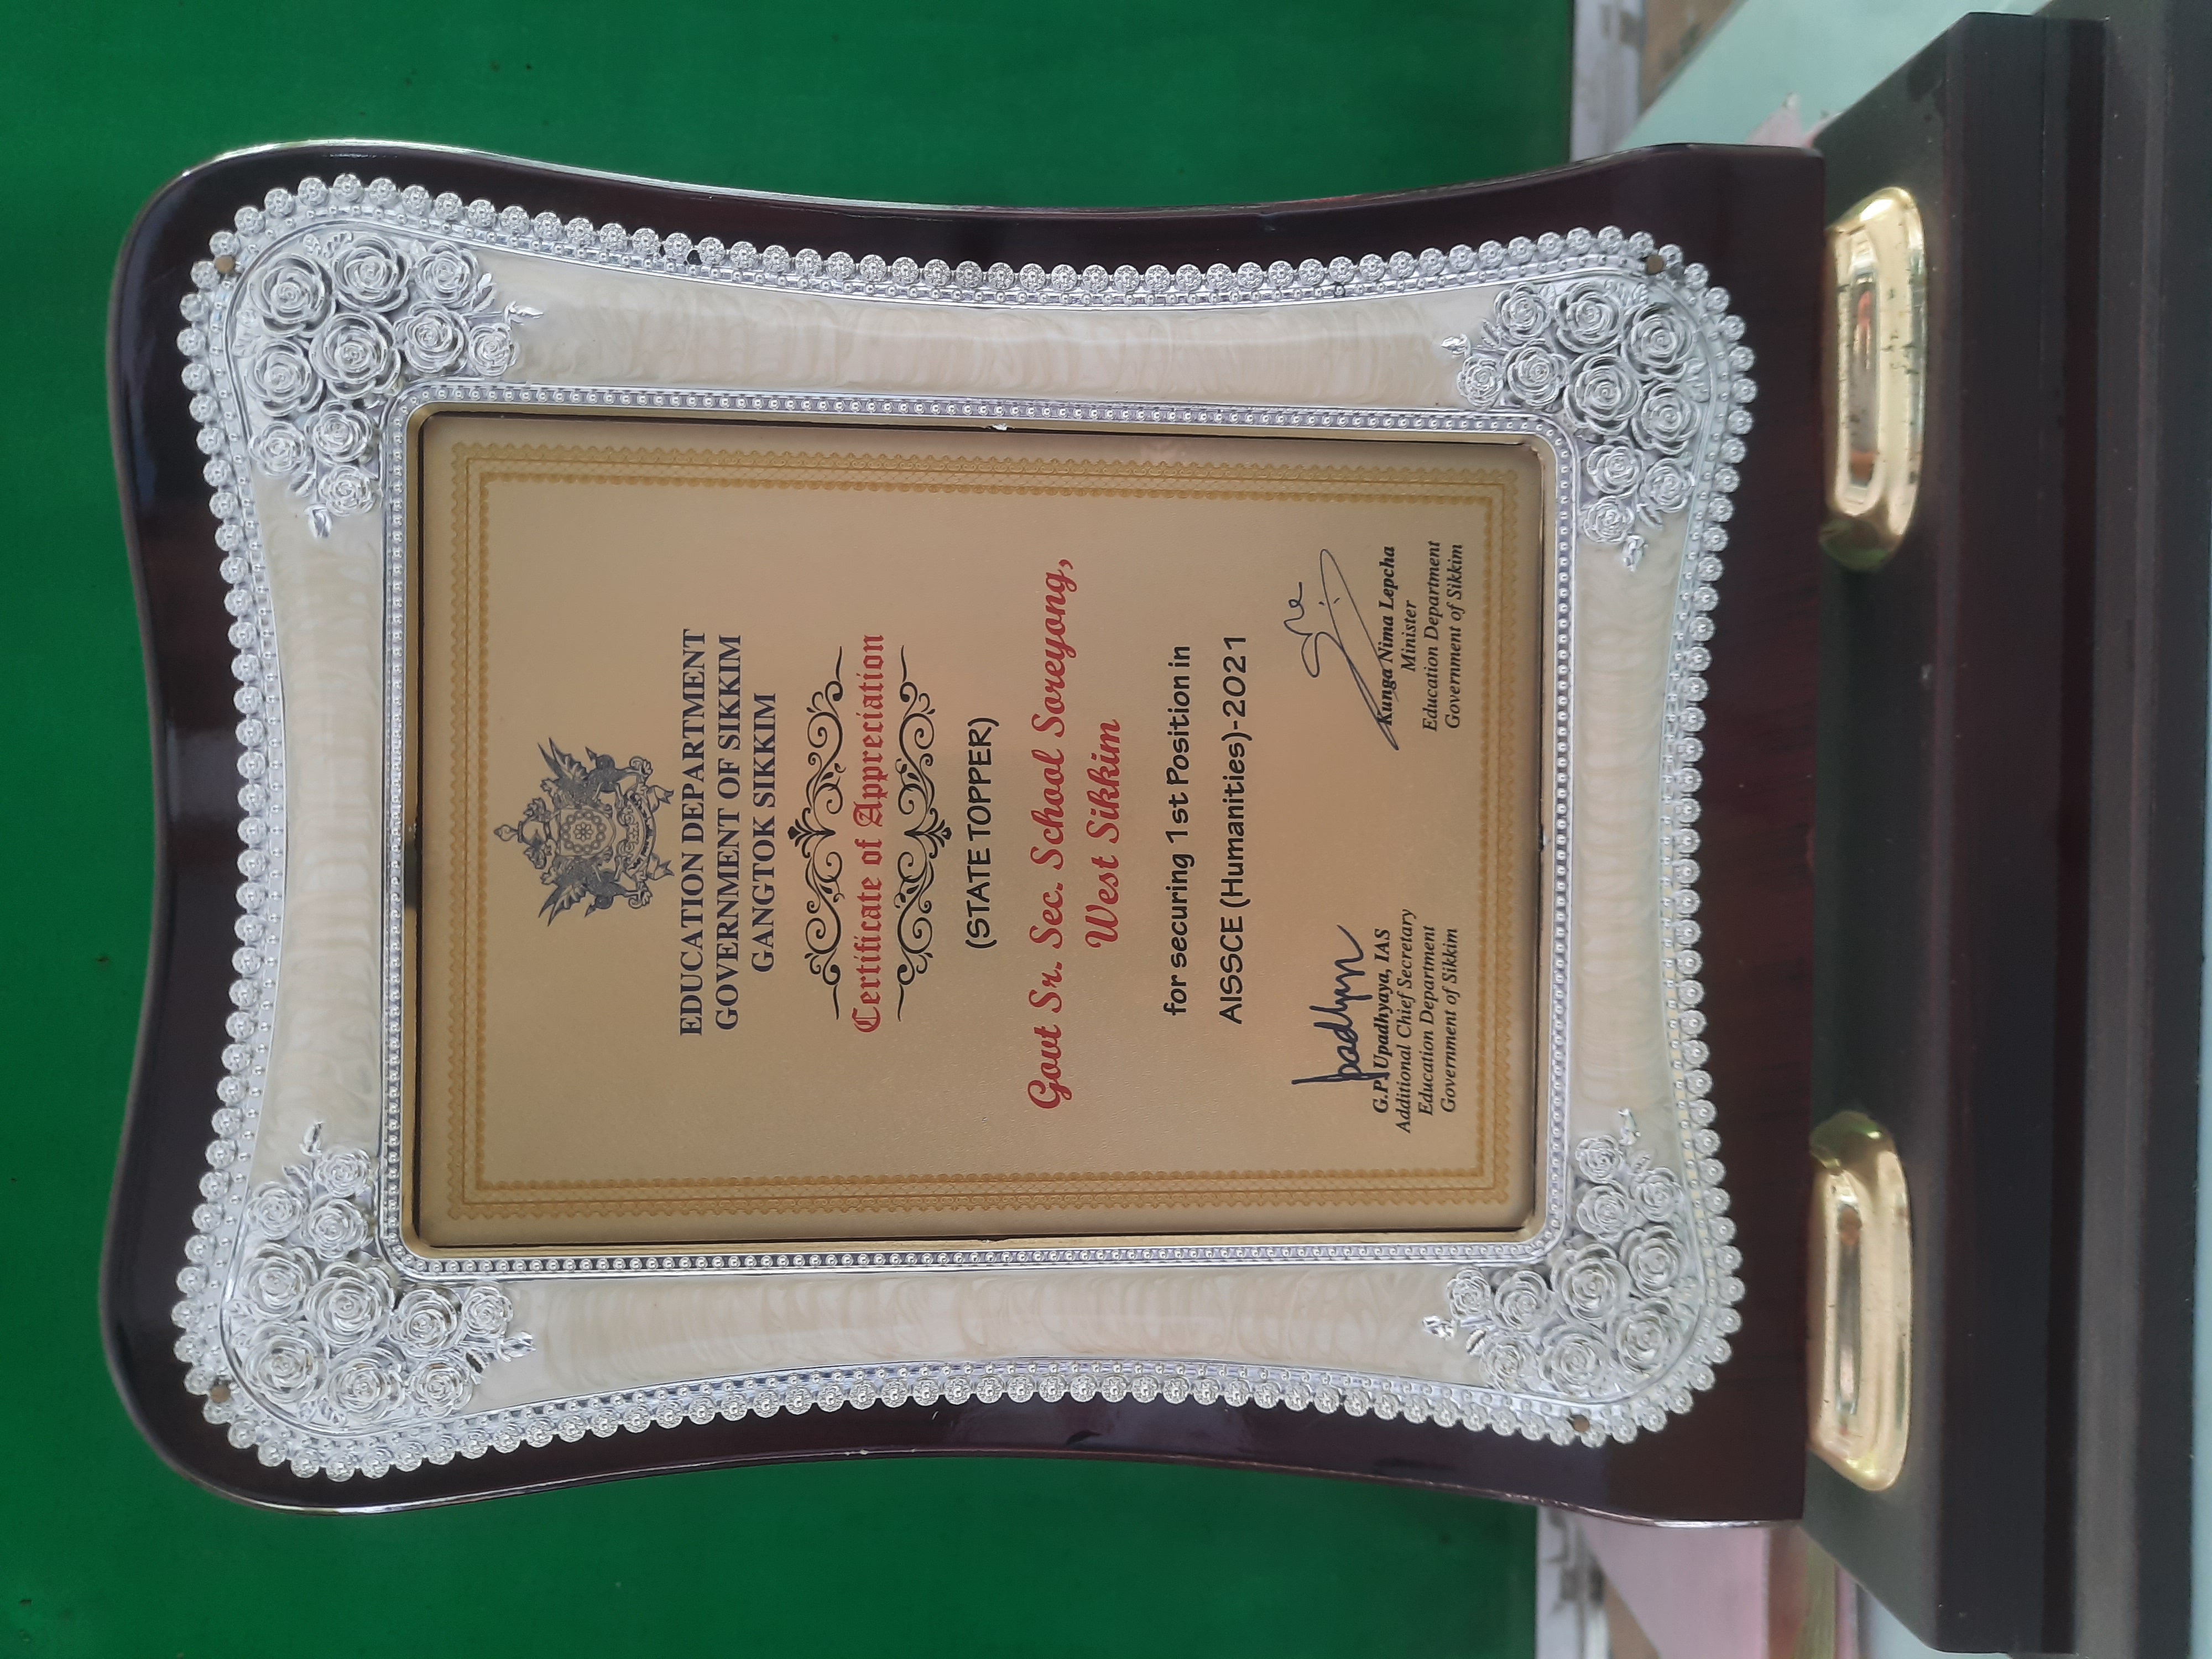 EDUCATION DEPARTMENT
GOVERNMENT OF SIKKIM
GANGTOK SIKKIM
Certificate of Appreciation
(STATE TOPPER)
Govt Sr. Sec. School Soreyong,
West Sikkim
for securing 1st Position in
AISSCE (Humanities)-2021
G.P. Upadhyaya, IAS
Additional Chief Secretary
Education Department
Government of Sikkim
Kunga Nima Lepcha
Minister
Education Department
Government of Sikkim